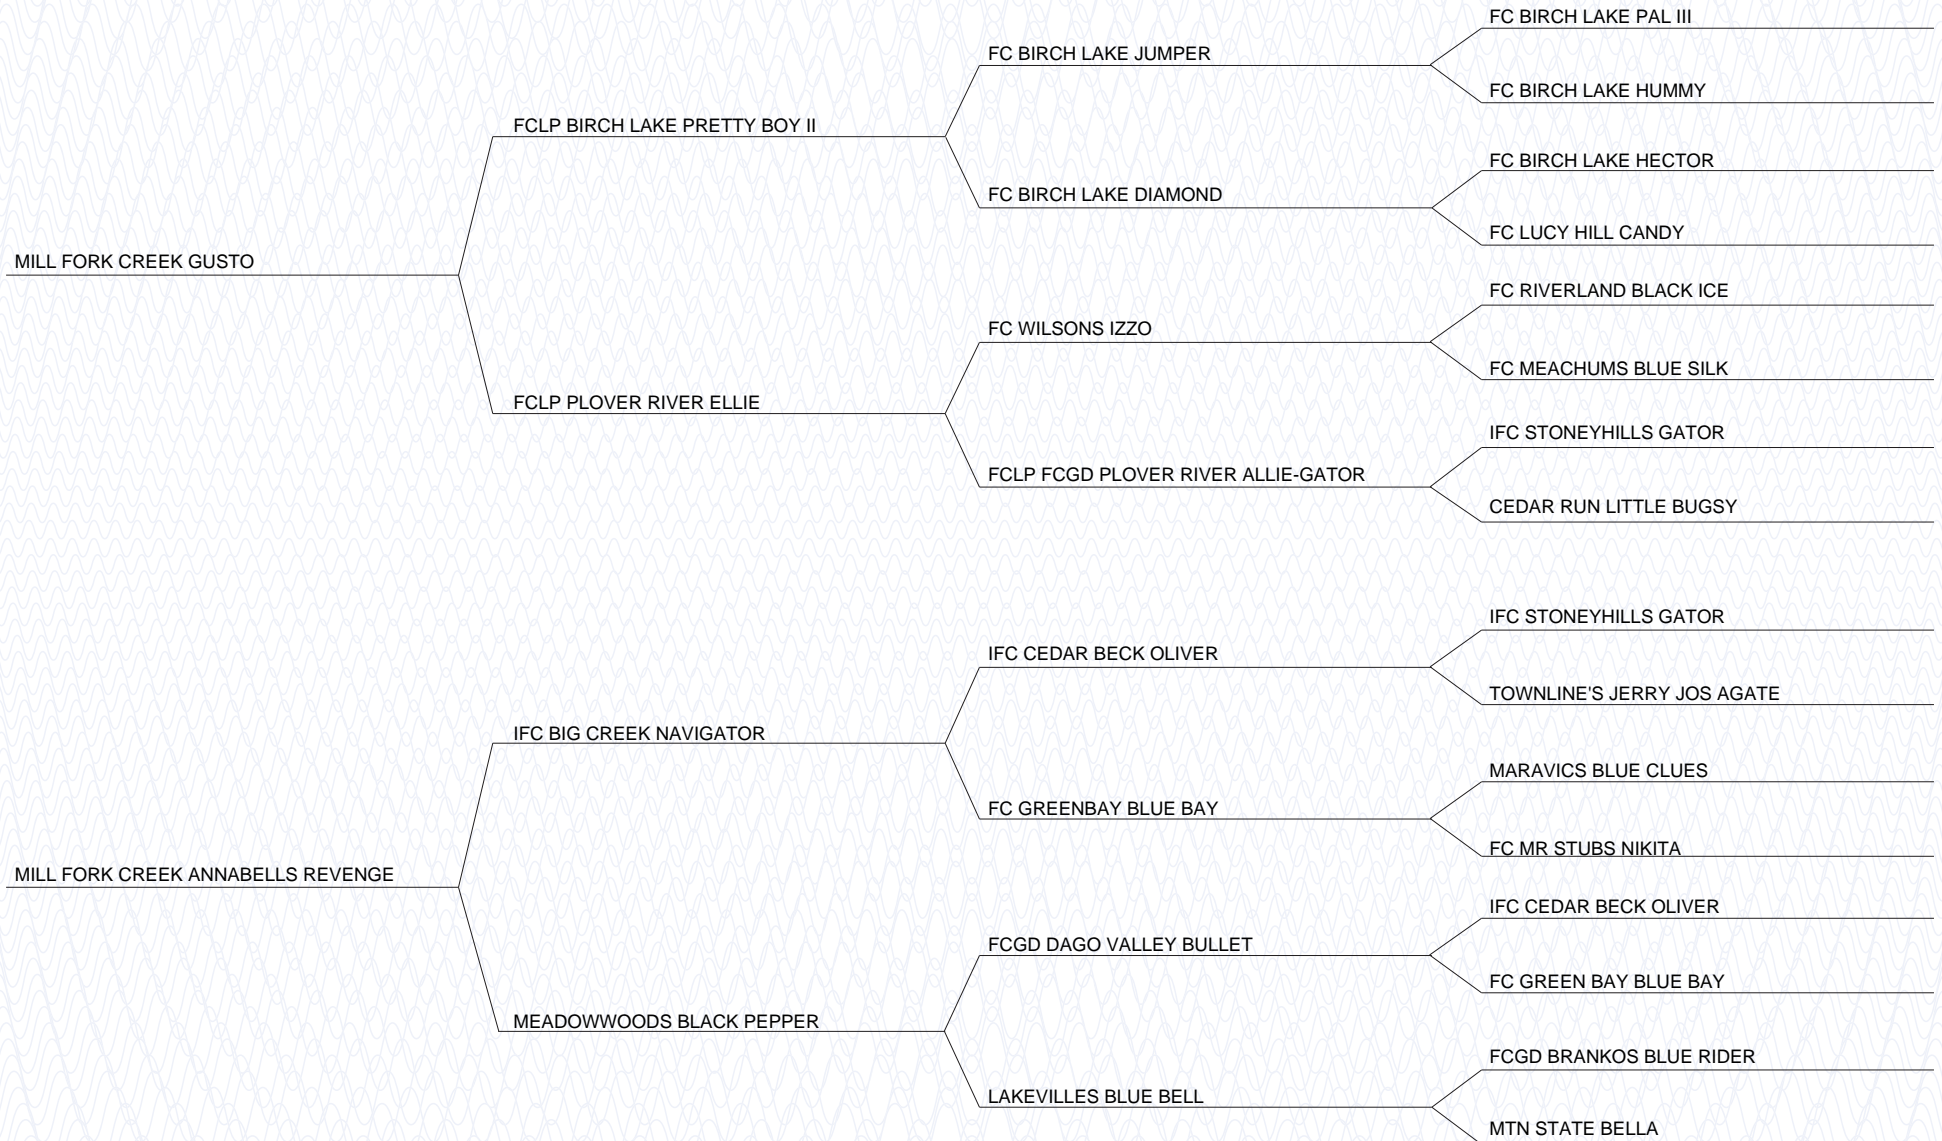 FC BIRCH LAKE PAL III
FC BIRCH LAKE JUMPER
FC BIRCH LAKE HUMMY
FCLP BIRCH LAKE PRETTY BOY II
FC BIRCH LAKE HECTOR
FC BIRCH LAKE DIAMOND
FC LUCY HILL CANDY
MILL FORK CREEK GUSTO
FC RIVERLAND BLACK ICE
FC WILSONS IZZO
FC MEACHUMS BLUE SILK
FCLP PLOVER RIVER ELLIE
IFC STONEYHILLS GATOR
FCLP FCGD PLOVER RIVER ALLIE-GATOR
CEDAR RUN LITTLE BUGSY
IFC STONEYHILLS GATOR
IFC CEDAR BECK OLIVER
TOWNLINE'S JERRY JOS AGATE
IFC BIG CREEK NAVIGATOR
MARAVICS BLUE CLUES
FC GREENBAY BLUE BAY
FC MR STUBS NIKITA
MILL FORK CREEK ANNABELLS REVENGE
IFC CEDAR BECK OLIVER
FCGD DAGO VALLEY BULLET
FC GREEN BAY BLUE BAY
MEADOWWOODS BLACK PEPPER
FCGD BRANKOS BLUE RIDER
LAKEVILLES BLUE BELL
MTN STATE BELLA